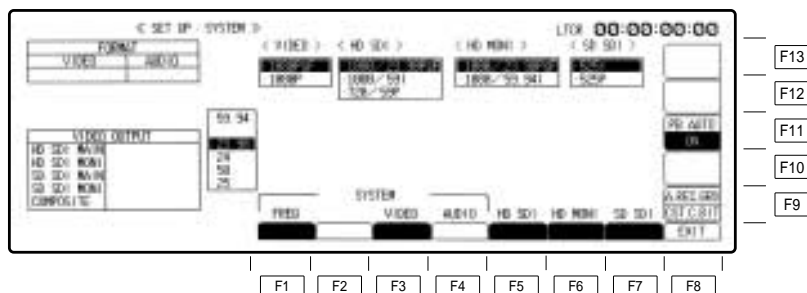 < SET UP - SYSTEM >
LTCR 00:00:00:00
FORMAT
VIDEO AUDIO
< VIDEO > < HD SDI > < HD MONI > < SD SDI >
1080P
1080/59I
720/59P
1080/59.94I
525P
59.94
24
50
25
VIDEO OUTPUT
HD SDI MAIN
HD SDI MONI
SD SDI MAIN
SD SDI MONI
COMPOSITE
PB AUTO
ON
SYSTEM
FREQ VIDEO AUDIO HD SDI HD MONI SD SDI
EXIT
F13
F12
F11
F10
F9
F1 F2 F3 F4 F5 F6 F7 F8